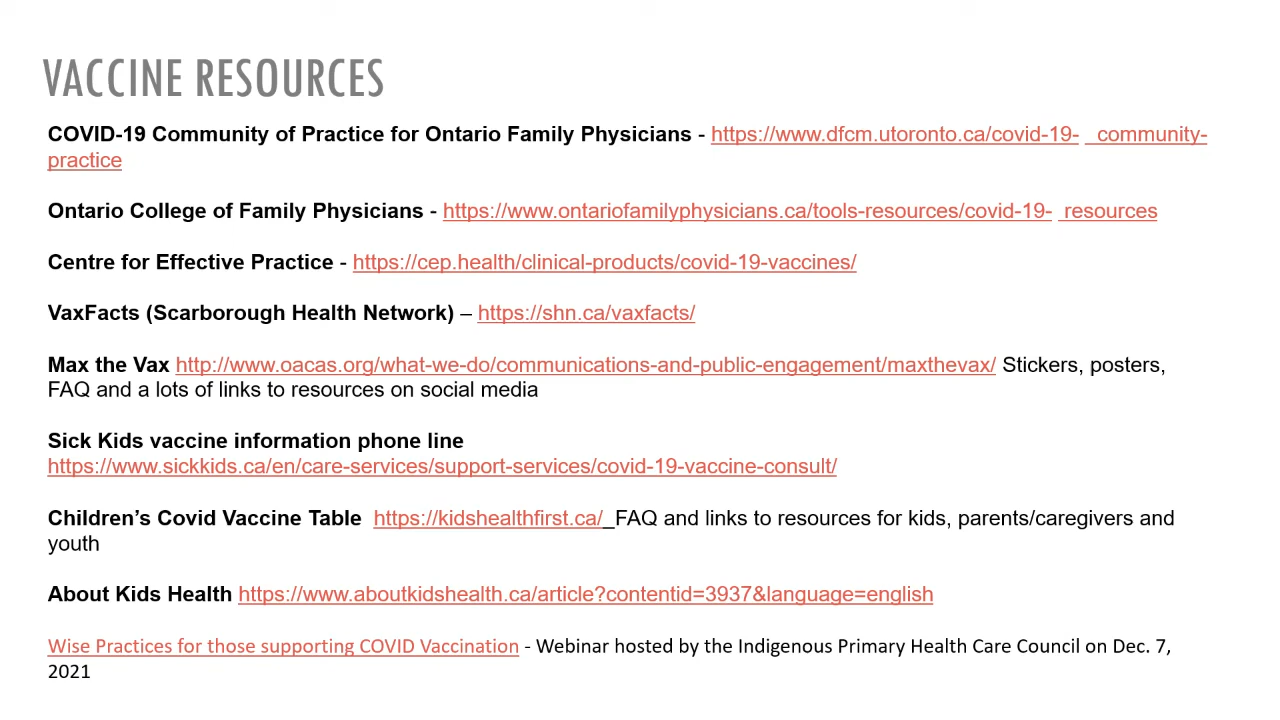 VACCINE RESOURCES
COVID-19 Community of Practice for Ontario Family Physicians - https://www.dfcm.utoronto.ca/covid-19- _community-
practice
Ontario College of Family Physicians - https://www.ontariofamilyphysicians.ca/tools-resources/covid-19- _resources
Centre for Effective Practice - https://cep.health/clinical-products/covid-19-vaccines/
VaxFacts (Scarborough Health Network) – https://shn.ca/vaxfacts/
Max the Vax http://www.oacas.org/what-we-do/communications-and-public-engagement/maxthevax/ Stickers, posters,
FAQ and a lots of links to resources on social media
Sick Kids vaccine information phone line
https://www.sickkids.ca/en/care-services/support-services/covid-19-vaccine-consult/
Children’s Covid Vaccine Table https://kidshealthfirst.ca/_FAQ and links to resources for kids, parents/caregivers and
youth
About Kids Health https://www.aboutkidshealth.ca/article?contentid=3937&language=english
Wise Practices for those supporting COVID Vaccination - Webinar hosted by the Indigenous Primary Health Care Council on Dec. 7,
2021